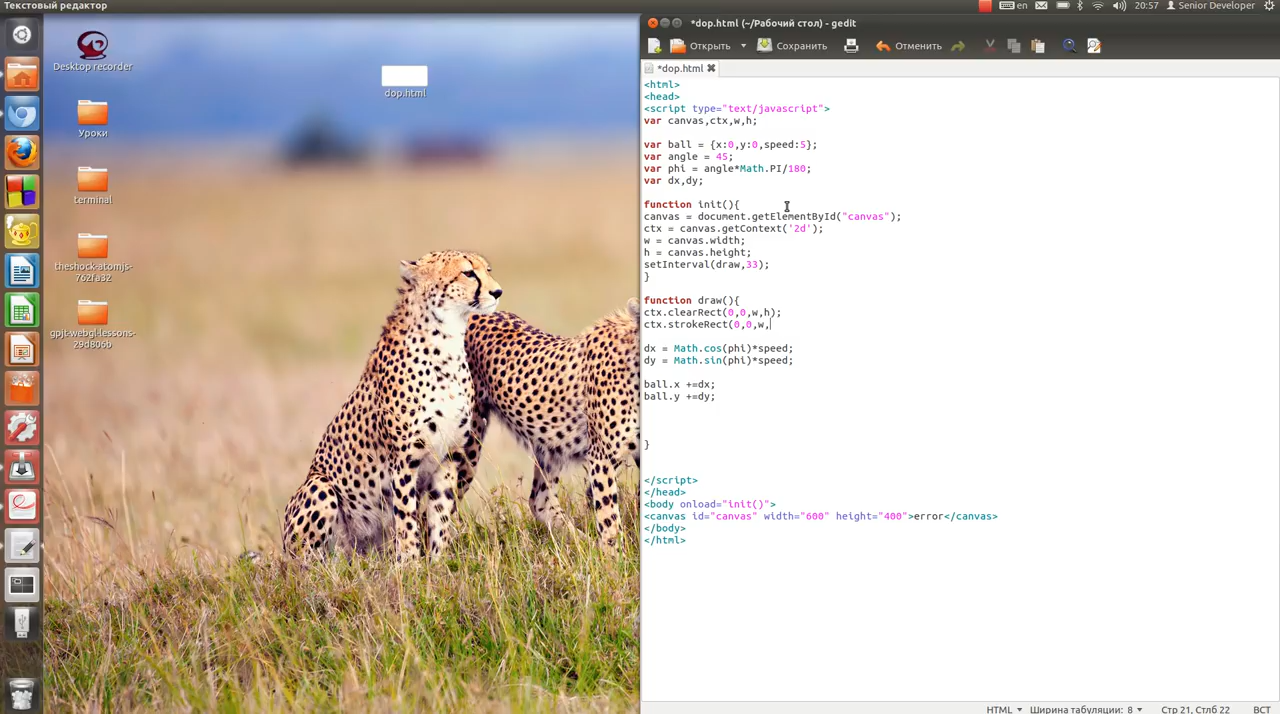 Текстовый редактор
en
20:57
Senior Developer
Desktop recorder
Уроки
terminal
theshock-atomjs-
762fa32
gpjt-webgl-lessons-
29d806b
dop.html
*dop.html (~/Рабочий стол) - gedit
Открыть
Сохранить
Отменить
*dop.html
<html>
<head>
<script type="text/javascript">
var canvas,ctx,w,h;
var ball = {x:0,y:0,speed:5};
var angle = 45;
var phi = angle*Math.PI/180;
var dx,dy;
function init(){
canvas = document.getElementById("canvas");
ctx = canvas.getContext('2d');
w = canvas.width;
h = canvas.height;
setInterval(draw,33);
}
function draw(){
ctx.clearRect(0,0,w,h);
ctx.strokeRect(0,0,w,
dx = Math.cos(phi)*speed;
dy = Math.sin(phi)*speed;
ball.x +=dx;
ball.y +=dy;
}
</script>
</head>
<body onload="init()">
<canvas id="canvas" width="600" height="400">error</canvas>
</body>
</html>
HTML
Ширина табуляции: 8
Стр 21, Стлб 22
ВСТ